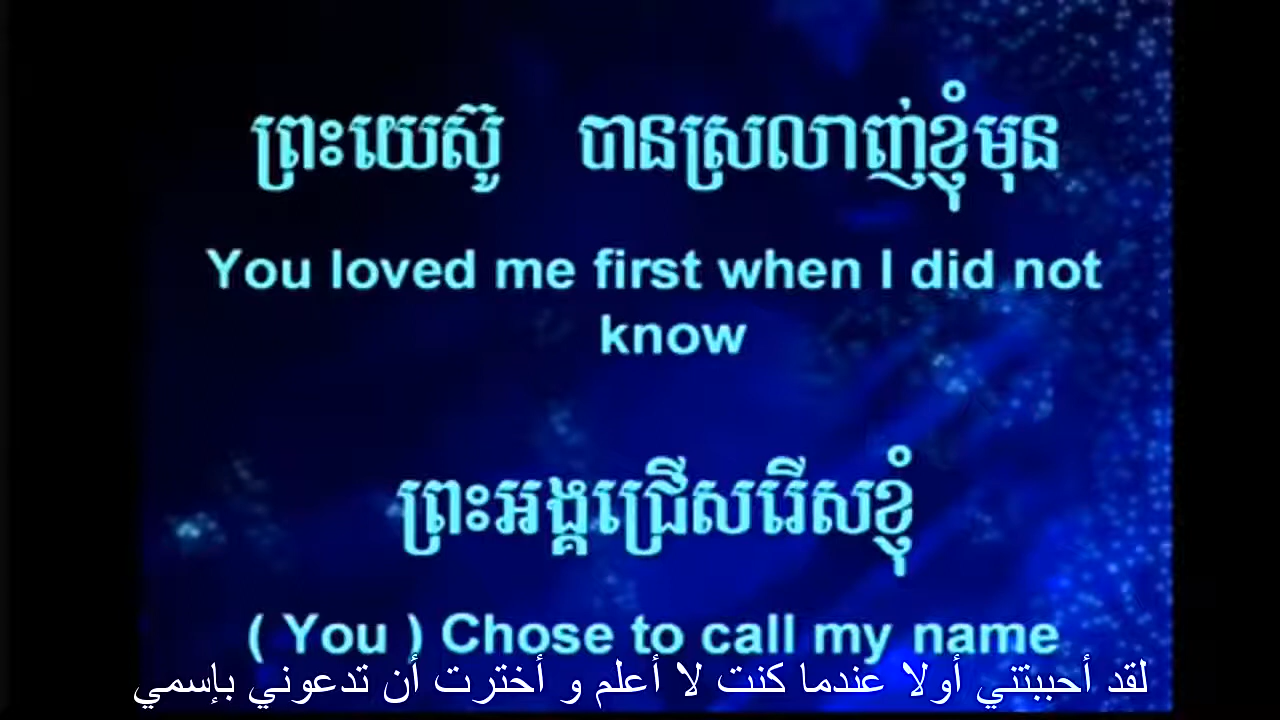 ព្រះយេស៊ូ បានស្រលាញ់ខ្ញុំមុន
You loved me first when I did not
know
ព្រះអង្គជ្រើសរើសខ្ញុំ
( You ) Chose to call my name
لقد أحببتني أولا عندما كنت لا أعلم و أخترت أن تدعوني بإسمي